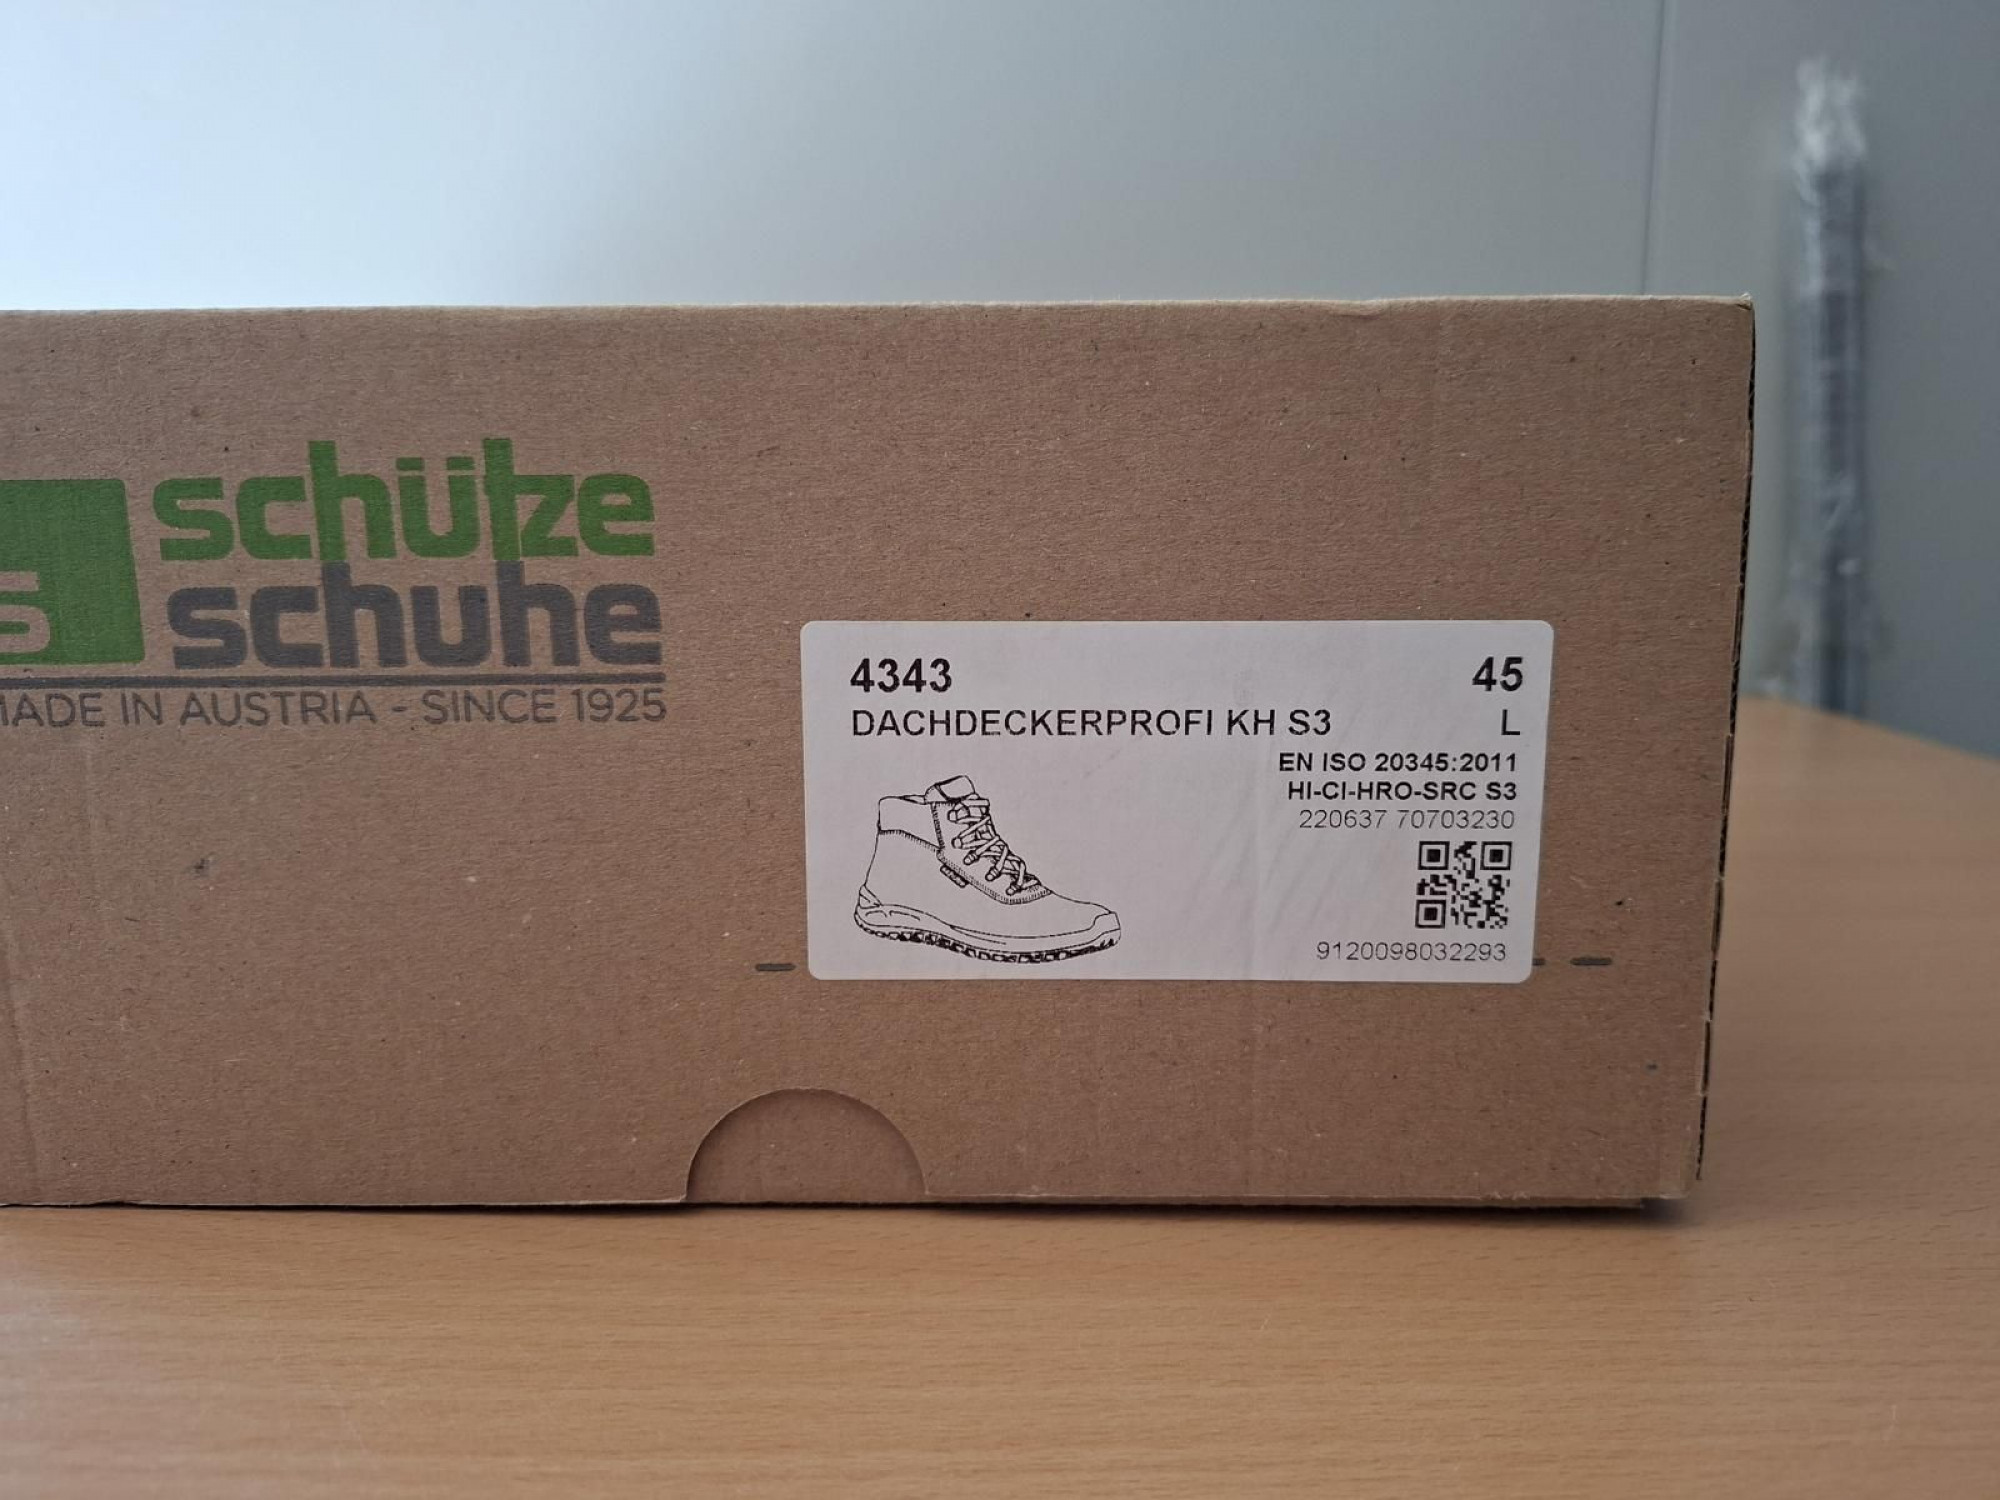 schütze
schuhe
MADE IN AUSTRIA - SINCE 1925
4343
45
DACHDECKERPROFI KH S3
L
EN ISO 20345:2011
HI-CI-HRO-SRC S3
220637 70703230
9120098032293